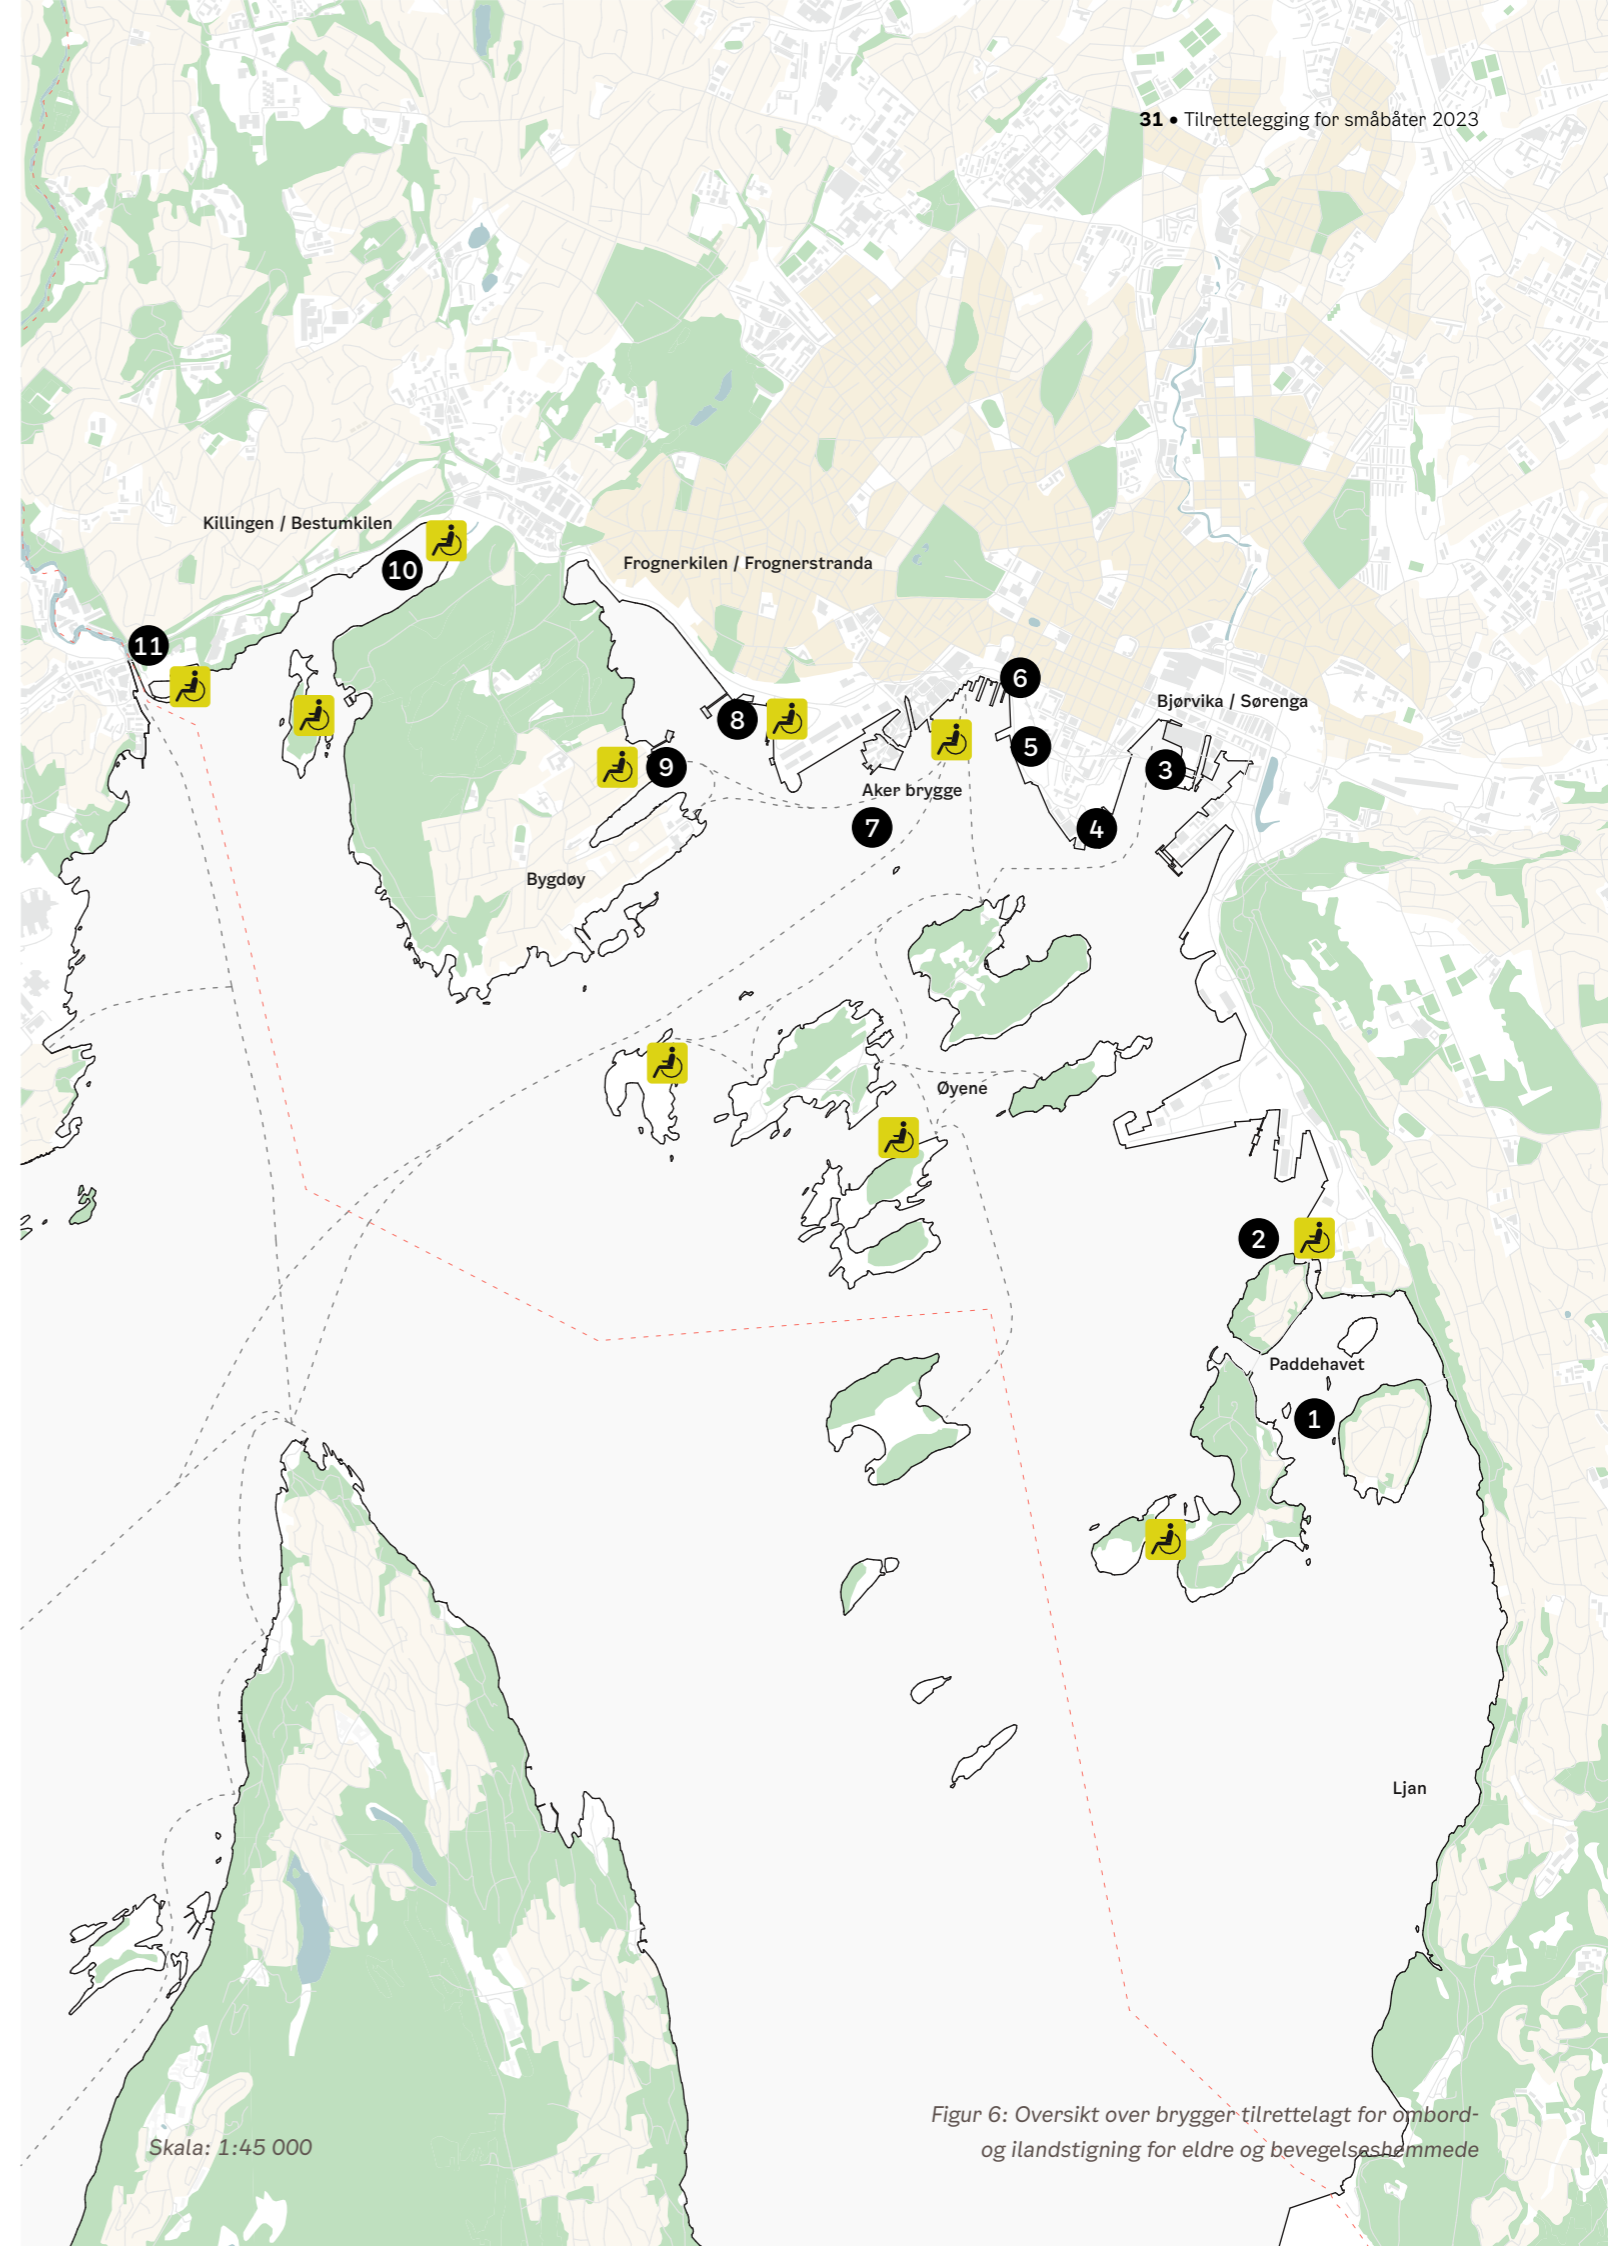 31 • Tilrettelegging for småbåter 2023
Killingen / Bestumkilen
10
Frognerkilen / Frognerstranda
11
6
Bjørvika / Sørenga
8
5
9
3
Aker brygge
7
4
Bygdøy
Øyene
2
Paddehavet
1
Ljan
Figur 6: Oversikt over brygger tilrettelagt for ombord-
og ilandstigning for eldre og bevegelseshemmede
Skala: 1:45 000